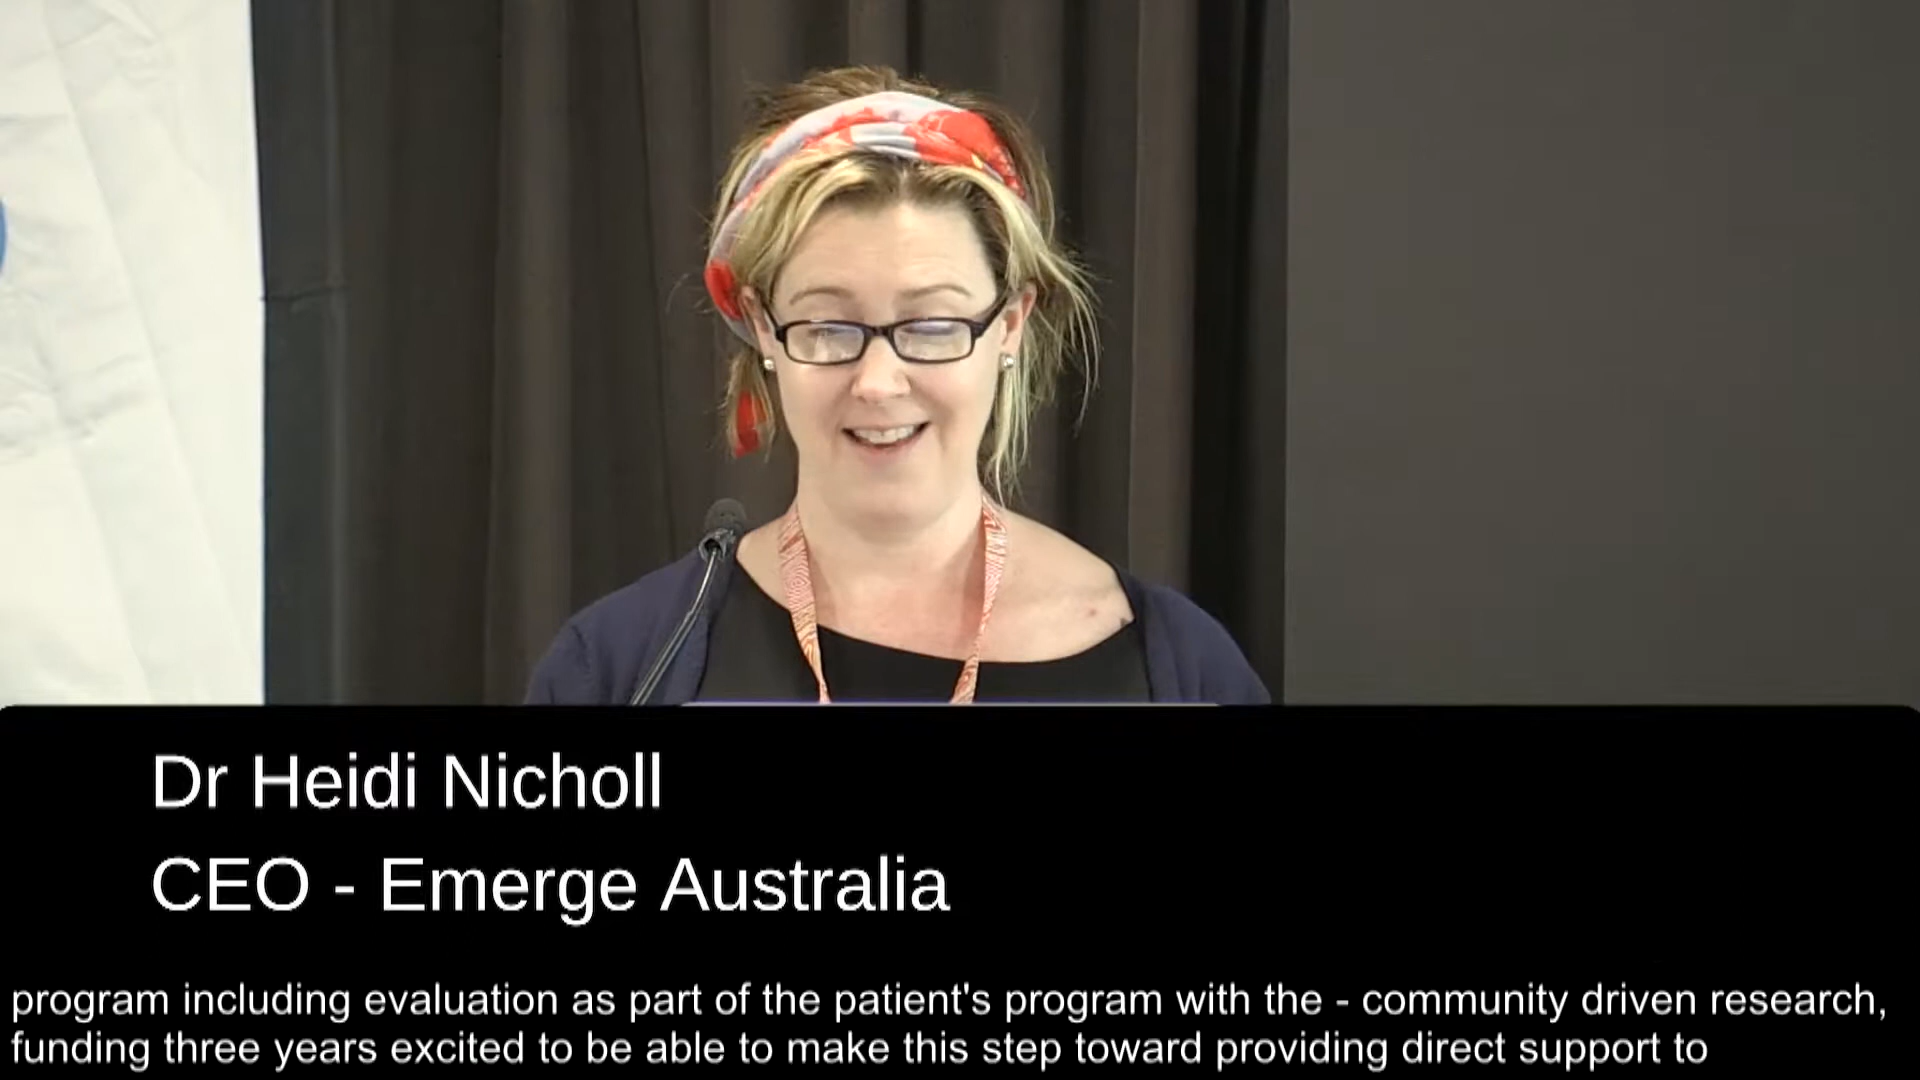 Dr Heidi Nicholl
CEO - Emerge Australia
program including evaluation as part of the patient's program with the - community driven research,
funding three years excited to be able to make this step toward providing direct support to